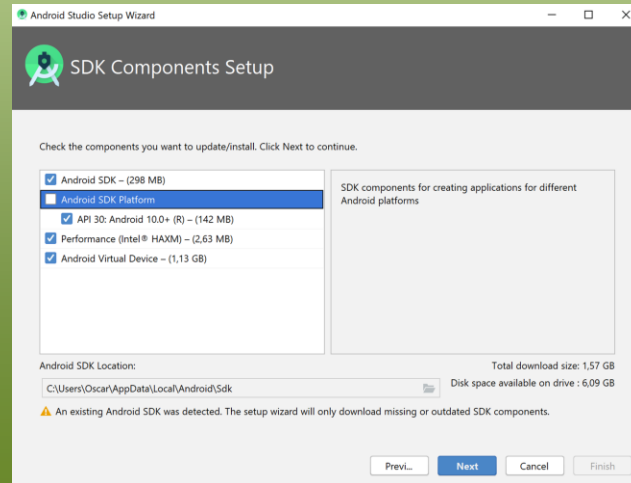 Android Studio Setup Wizard
SDK Components Setup
Check the components you want to update/install. Click Next to continue.
Android SDK – (298 MB)
Android SDK Platform
API 30: Android 10.0+ (R) – (142 MB)
Performance (Intel® HAXM) – (2,63 MB)
Android Virtual Device – (1,13 GB)
SDK components for creating applications for different
Android platforms
Android SDK Location:
C:\Users\Oscar\AppData\Local\Android\Sdk
Total download size: 1,57 GB
Disk space available on drive : 6,09 GB
An existing Android SDK was detected. The setup wizard will only download missing or outdated SDK components.
Previ... Next Cancel Finish